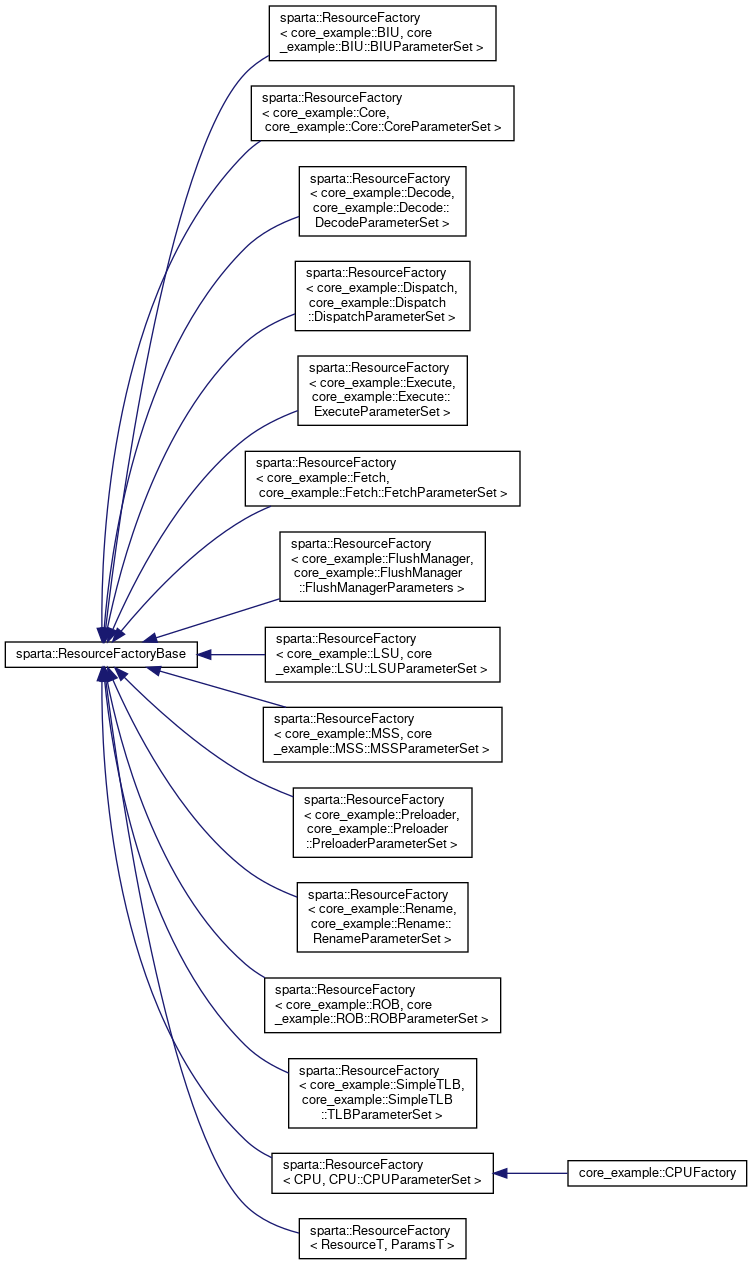 sparta::ResourceFactory
< core_example::BIU, core
_example::BIU::BIUParameterSet >
sparta::ResourceFactory
< core_example::Core,
core_example::Core::CoreParameterSet >
sparta::ResourceFactory
< core_example::Decode,
core_example::Decode::
DecodeParameterSet >
sparta::ResourceFactory
< core_example::Dispatch,
core_example::Dispatch
::DispatchParameterSet >
sparta::ResourceFactory
< core_example::Execute,
core_example::Execute::
ExecuteParameterSet >
sparta::ResourceFactory
< core_example::Fetch,
core_example::Fetch::FetchParameterSet >
sparta::ResourceFactory
< core_example::FlushManager,
core_example::FlushManager
::FlushManagerParameters >
sparta::ResourceFactoryBase
sparta::ResourceFactory
< core_example::LSU, core
_example::LSU::LSUParameterSet >
sparta::ResourceFactory
< core_example::MSS, core
_example::MSS::MSSParameterSet >
sparta::ResourceFactory
< core_example::Preloader,
core_example::Preloader
::PreloaderParameterSet >
sparta::ResourceFactory
< core_example::Rename,
core_example::Rename::
RenameParameterSet >
sparta::ResourceFactory
< core_example::ROB, core
_example::ROB::ROBParameterSet >
sparta::ResourceFactory
< core_example::SimpleTLB,
core_example::SimpleTLB
::TLBParameterSet >
sparta::ResourceFactory
< CPU, CPU::CPUParameterSet >
core_example::CPUFactory
sparta::ResourceFactory
< ResourceT, ParamsT >